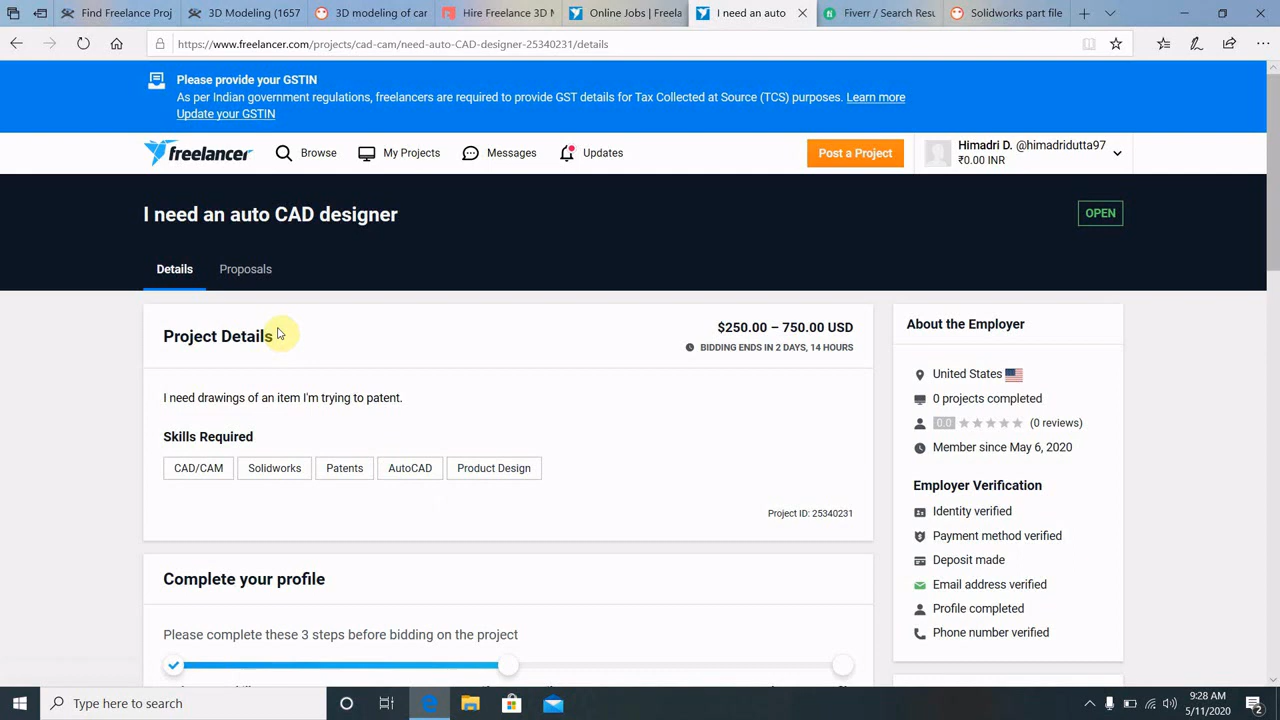 Find Freelance Proj
3D Modeling (1657
3D modeling of car
Hire Freelance 3D M
Online Jobs | Freela
I need an auto
Fiverr / Search Resu
Solidworks part file
https://www.freelancer.com/projects/cad-cam/need-auto-CAD-designer-25340231/details
Please provide your GSTIN
As per Indian government regulations, freelancers are required to provide GST details for Tax Collected at Source (TCS) purposes. Learn more
Update your GSTIN
freelancer
Browse
My Projects
Messages
Updates
Post a Project
Himadri D. @himadridutta97
₹0.00 INR
I need an auto CAD designer
OPEN
Details
Proposals
Project Details
$250.00 – 750.00 USD
BIDDING ENDS IN 2 DAYS, 14 HOURS
I need drawings of an item I'm trying to patent.
Skills Required
CAD/CAM
Solidworks
Patents
AutoCAD
Product Design
Project ID: 25340231
Complete your profile
Please complete these 3 steps before bidding on the project
About the Employer
United States
0 projects completed
0.0 (0 reviews)
Member since May 6, 2020
Employer Verification
Identity verified
Payment method verified
Deposit made
Email address verified
Profile completed
Phone number verified
Type here to search
9:28 AM
5/11/2020
2